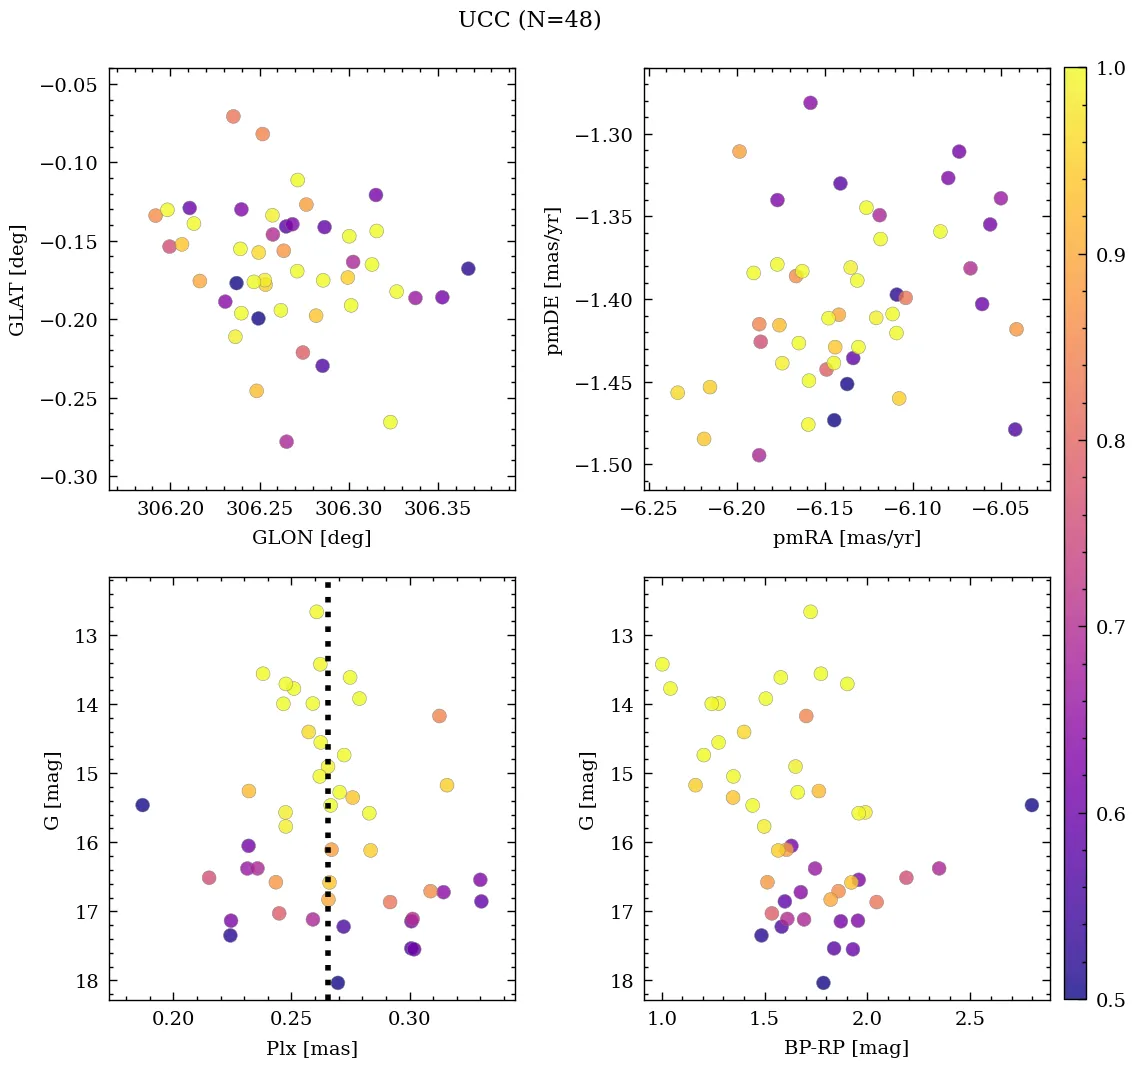 UCC (N=48)
−0.05
−0.10
−0.15
−0.20
−0.25
−0.30
GLAT [deg]
306.20 306.25 306.30 306.35
GLON [deg]
−1.30
−1.35
−1.40
−1.45
−1.50
pmDE [mas/yr]
−6.25 −6.20 −6.15 −6.10 −6.05
pmRA [mas/yr]
13
14
15
16
17
18
G [mag]
0.20 0.25 0.30
Plx [mas]
13
14
15
16
17
18
G [mag]
1.0 1.5 2.0 2.5
BP-RP [mag]
1.0
0.9
0.8
0.7
0.6
0.5